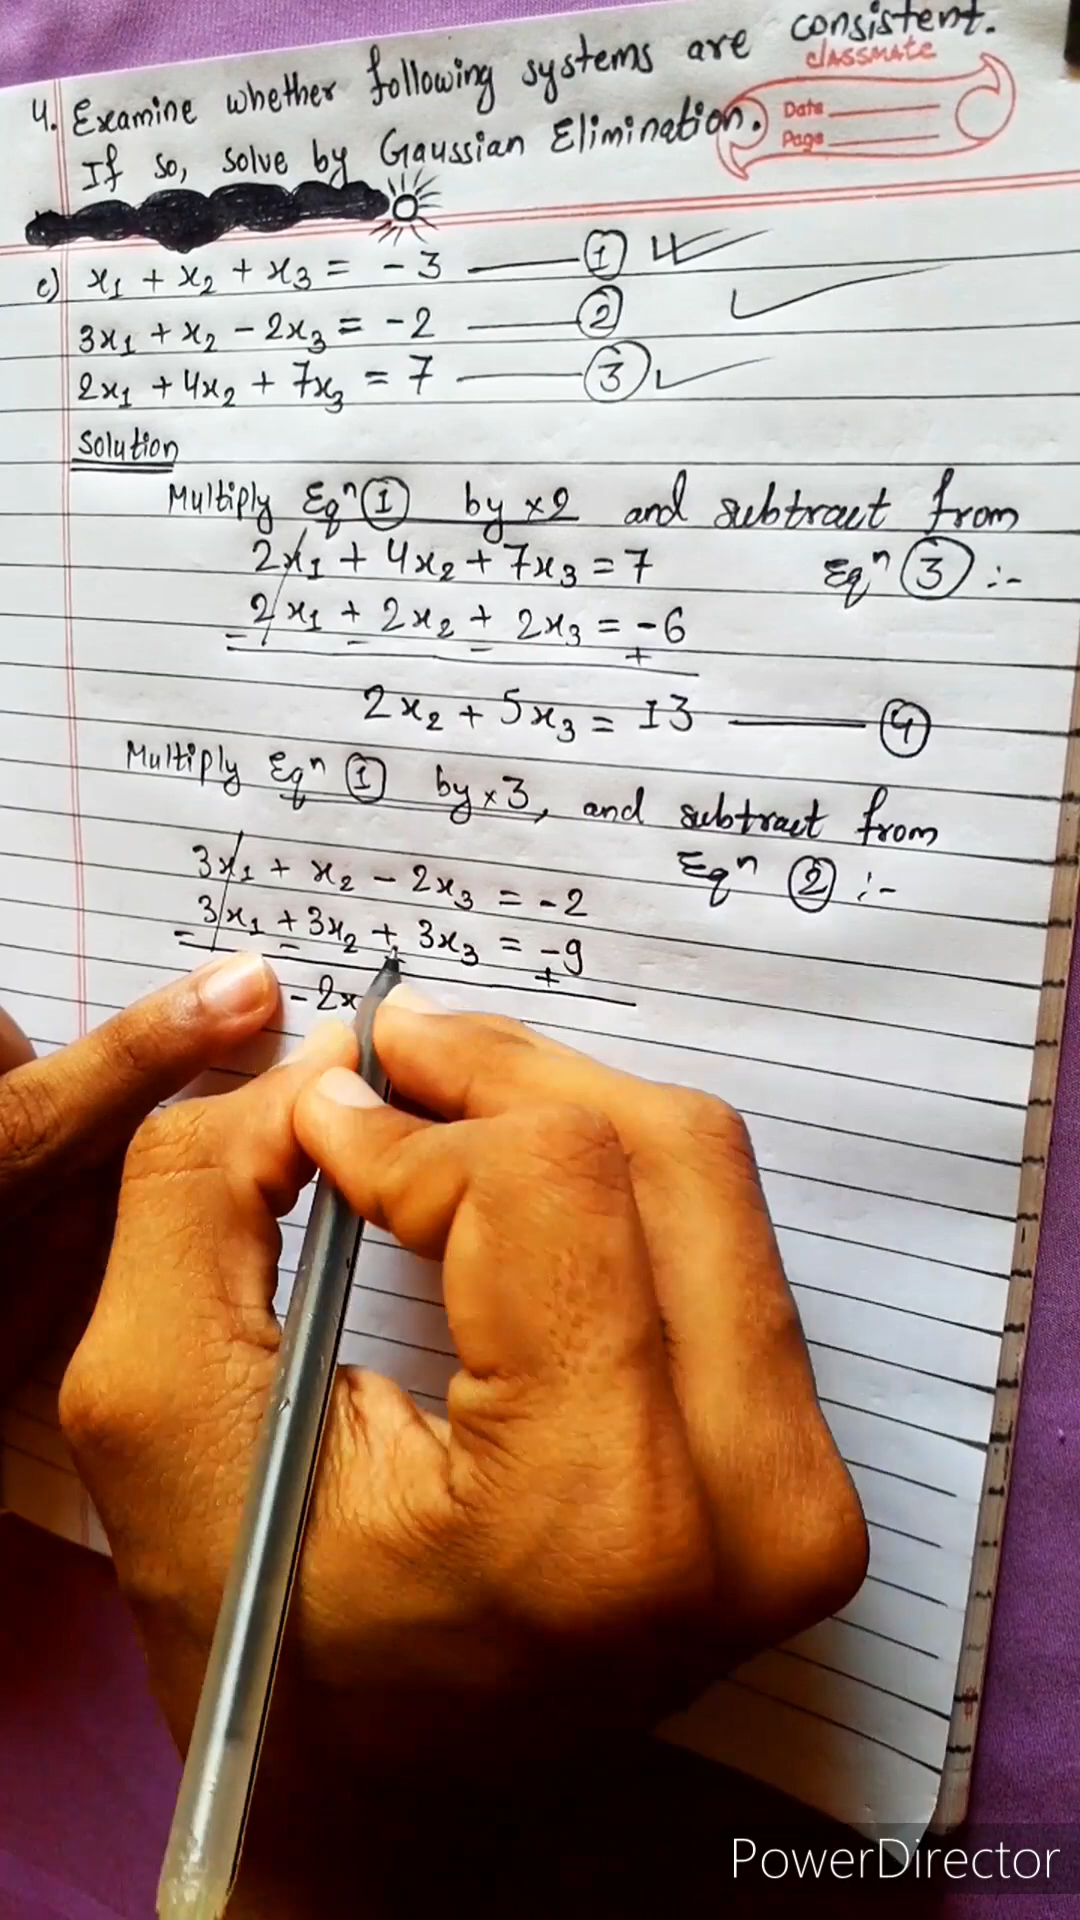 4. Examine whether following systems are consistent.
classmate
Date
Page
If so, solve by Gaussian Elimination.
c) x₁ + x₂ + x₃ = -3 ——— ①
3x₁ + x₂ - 2x₃ = -2 ——— ②
2x₁ + 4x₂ + 7x₃ = 7 ——— ③
Solution
Multiply Eqⁿ ① by ×2 and subtract from
Eqⁿ ③ :-
2x₁ + 4x₂ + 7x₃ = 7
2x₁ + 2x₂ + 2x₃ = -6
- - - +
2x₂ + 5x₃ = 13 ——— ④
Multiply Eqⁿ ① by ×3, and subtract from
Eqⁿ ② :-
3x₁ + x₂ - 2x₃ = -2
3x₁ + 3x₂ + 3x₃ = -9
- - - +
-2x
PowerDirector